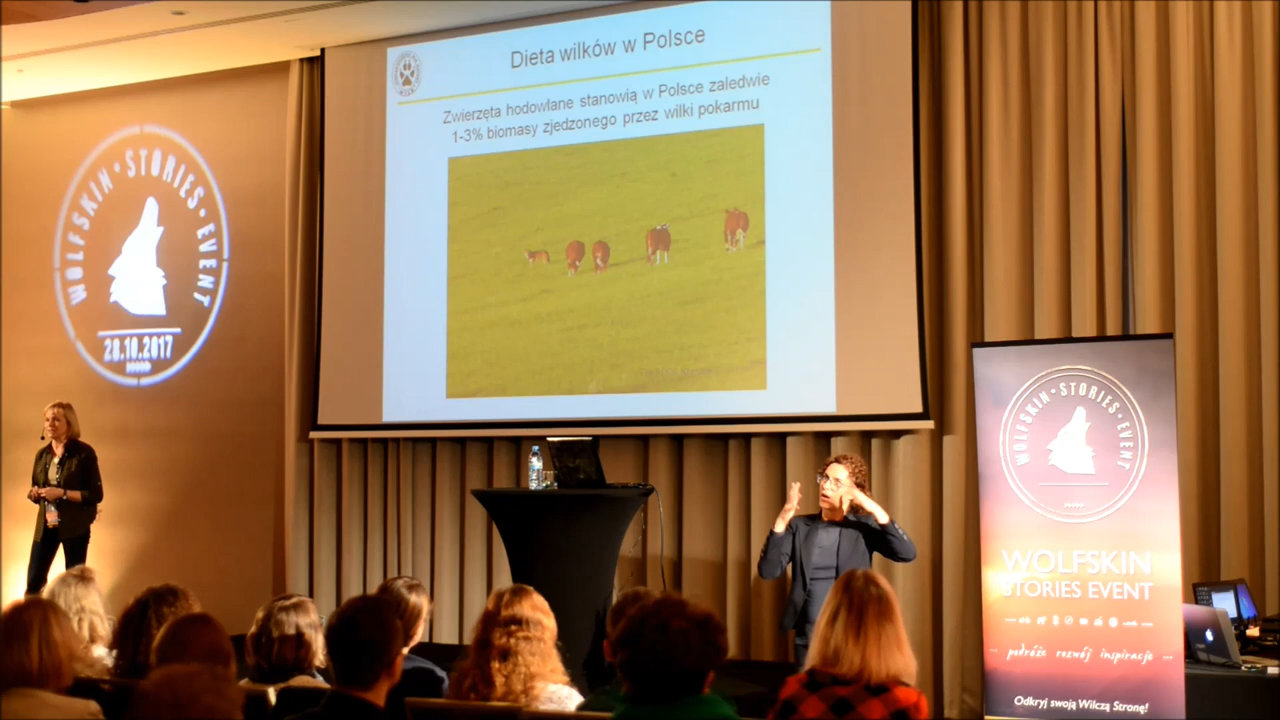 WOLFSKIN • STORIES • EVENT
28.10.2017
Dieta wilków w Polsce
Zwierzęta hodowlane stanowią w Polsce zaledwie
1-3% biomasy zjedzonego przez wilki pokarmu
WOLFSKIN • STORIES • EVENT
WOLFSKIN
STORIES EVENT
podróże rozwój inspiracje ...
Odkryj swoją Wilczą Stronę!